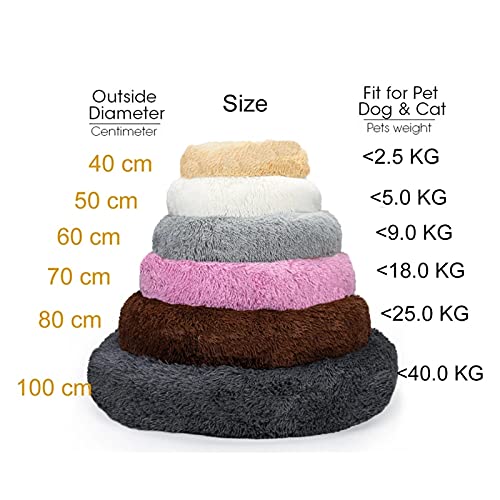 Outside
Diameter
Centimeter
Size
Fit for Pet
Dog & Cat
Pets weight
40 cm
<2.5 KG
50 cm
<5.0 KG
60 cm
<9.0 KG
70 cm
<18.0 KG
80 cm
<25.0 KG
100 cm
<40.0 KG